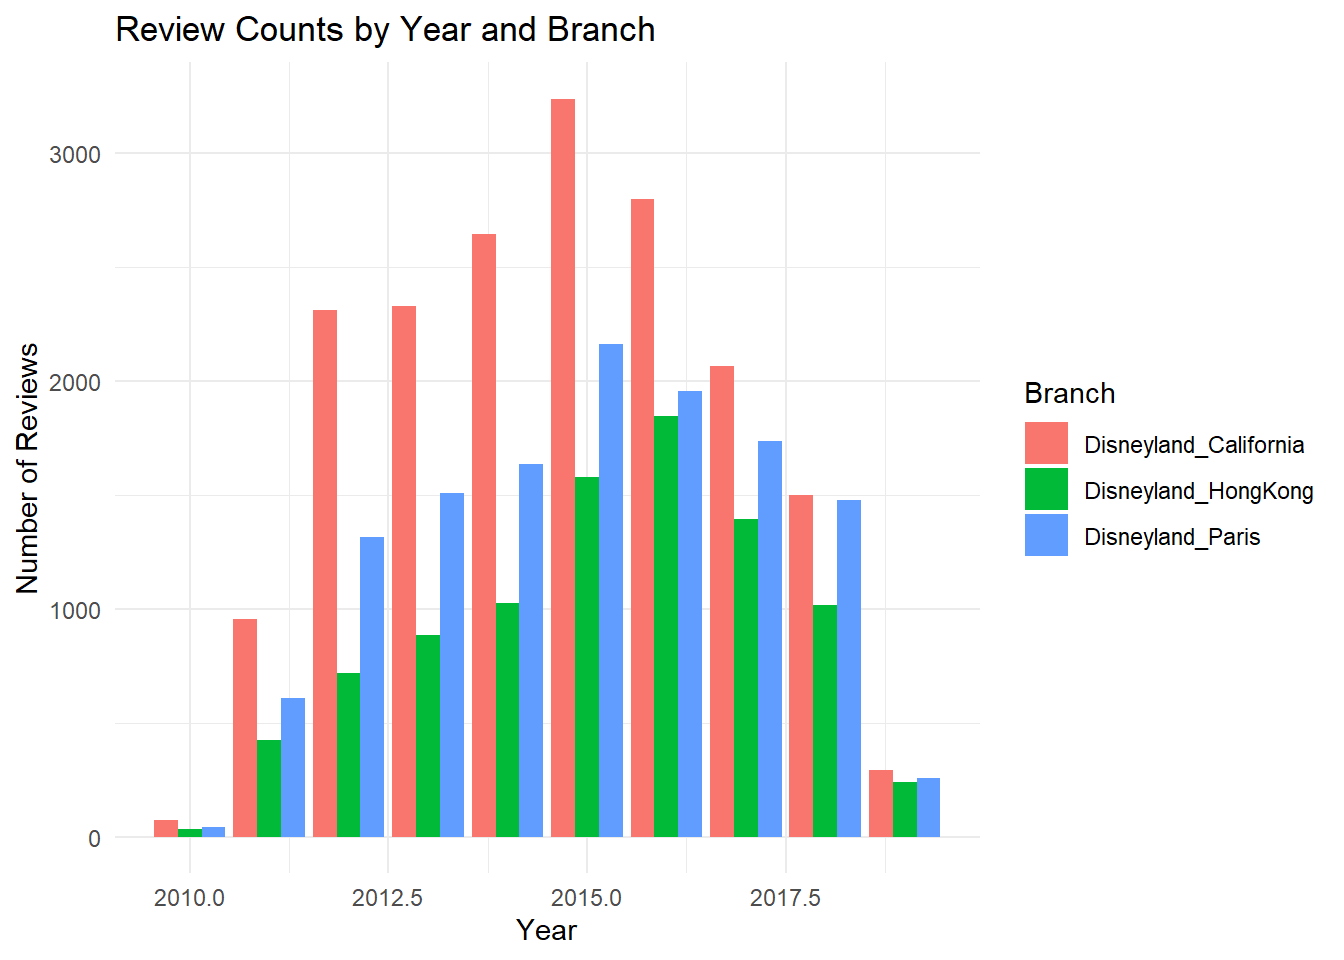 Review Counts by Year and Branch
Number of Reviews
3000
2000
1000
0
2010.0 2012.5 2015.0 2017.5
Year
Branch
Disneyland_California
Disneyland_HongKong
Disneyland_Paris